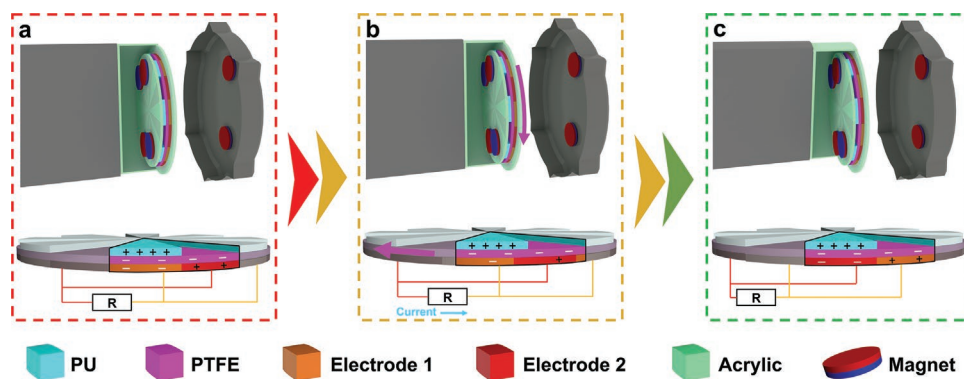 a
b
c
+ + + +
− − −
− − + +
R
+ + + +
− − −
− − +
R
Current →
+ + + +
− − −
− − + +
R
PU
PTFE
Electrode 1
Electrode 2
Acrylic
Magnet